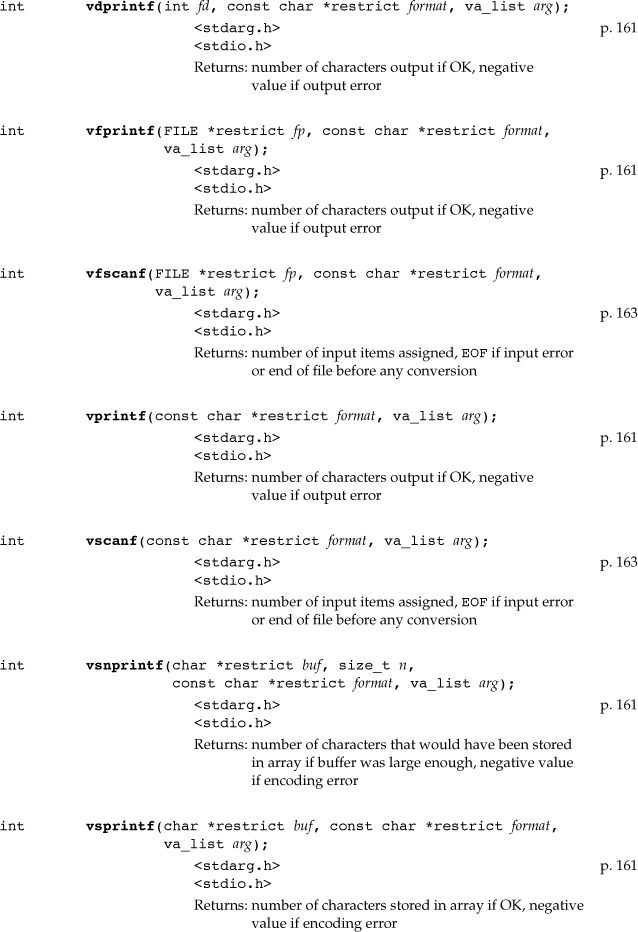 int vdprintf(int fd, const char *restrict format, va_list arg);
<stdarg.h> p. 161
<stdio.h>
Returns: number of characters output if OK, negative
value if output error
int vfprintf(FILE *restrict fp, const char *restrict format,
va_list arg);
<stdarg.h> p. 161
<stdio.h>
Returns: number of characters output if OK, negative
value if output error
int vfscanf(FILE *restrict fp, const char *restrict format,
va_list arg);
<stdarg.h> p. 163
<stdio.h>
Returns: number of input items assigned, EOF if input error
or end of file before any conversion
int vprintf(const char *restrict format, va_list arg);
<stdarg.h> p. 161
<stdio.h>
Returns: number of characters output if OK, negative
value if output error
int vscanf(const char *restrict format, va_list arg);
<stdarg.h> p. 163
<stdio.h>
Returns: number of input items assigned, EOF if input error
or end of file before any conversion
int vsnprintf(char *restrict buf, size_t n,
const char *restrict format, va_list arg);
<stdarg.h> p. 161
<stdio.h>
Returns: number of characters that would have been stored
in array if buffer was large enough, negative value
if encoding error
int vsprintf(char *restrict buf, const char *restrict format,
va_list arg);
<stdarg.h> p. 161
<stdio.h>
Returns: number of characters stored in array if OK, negative
value if encoding error